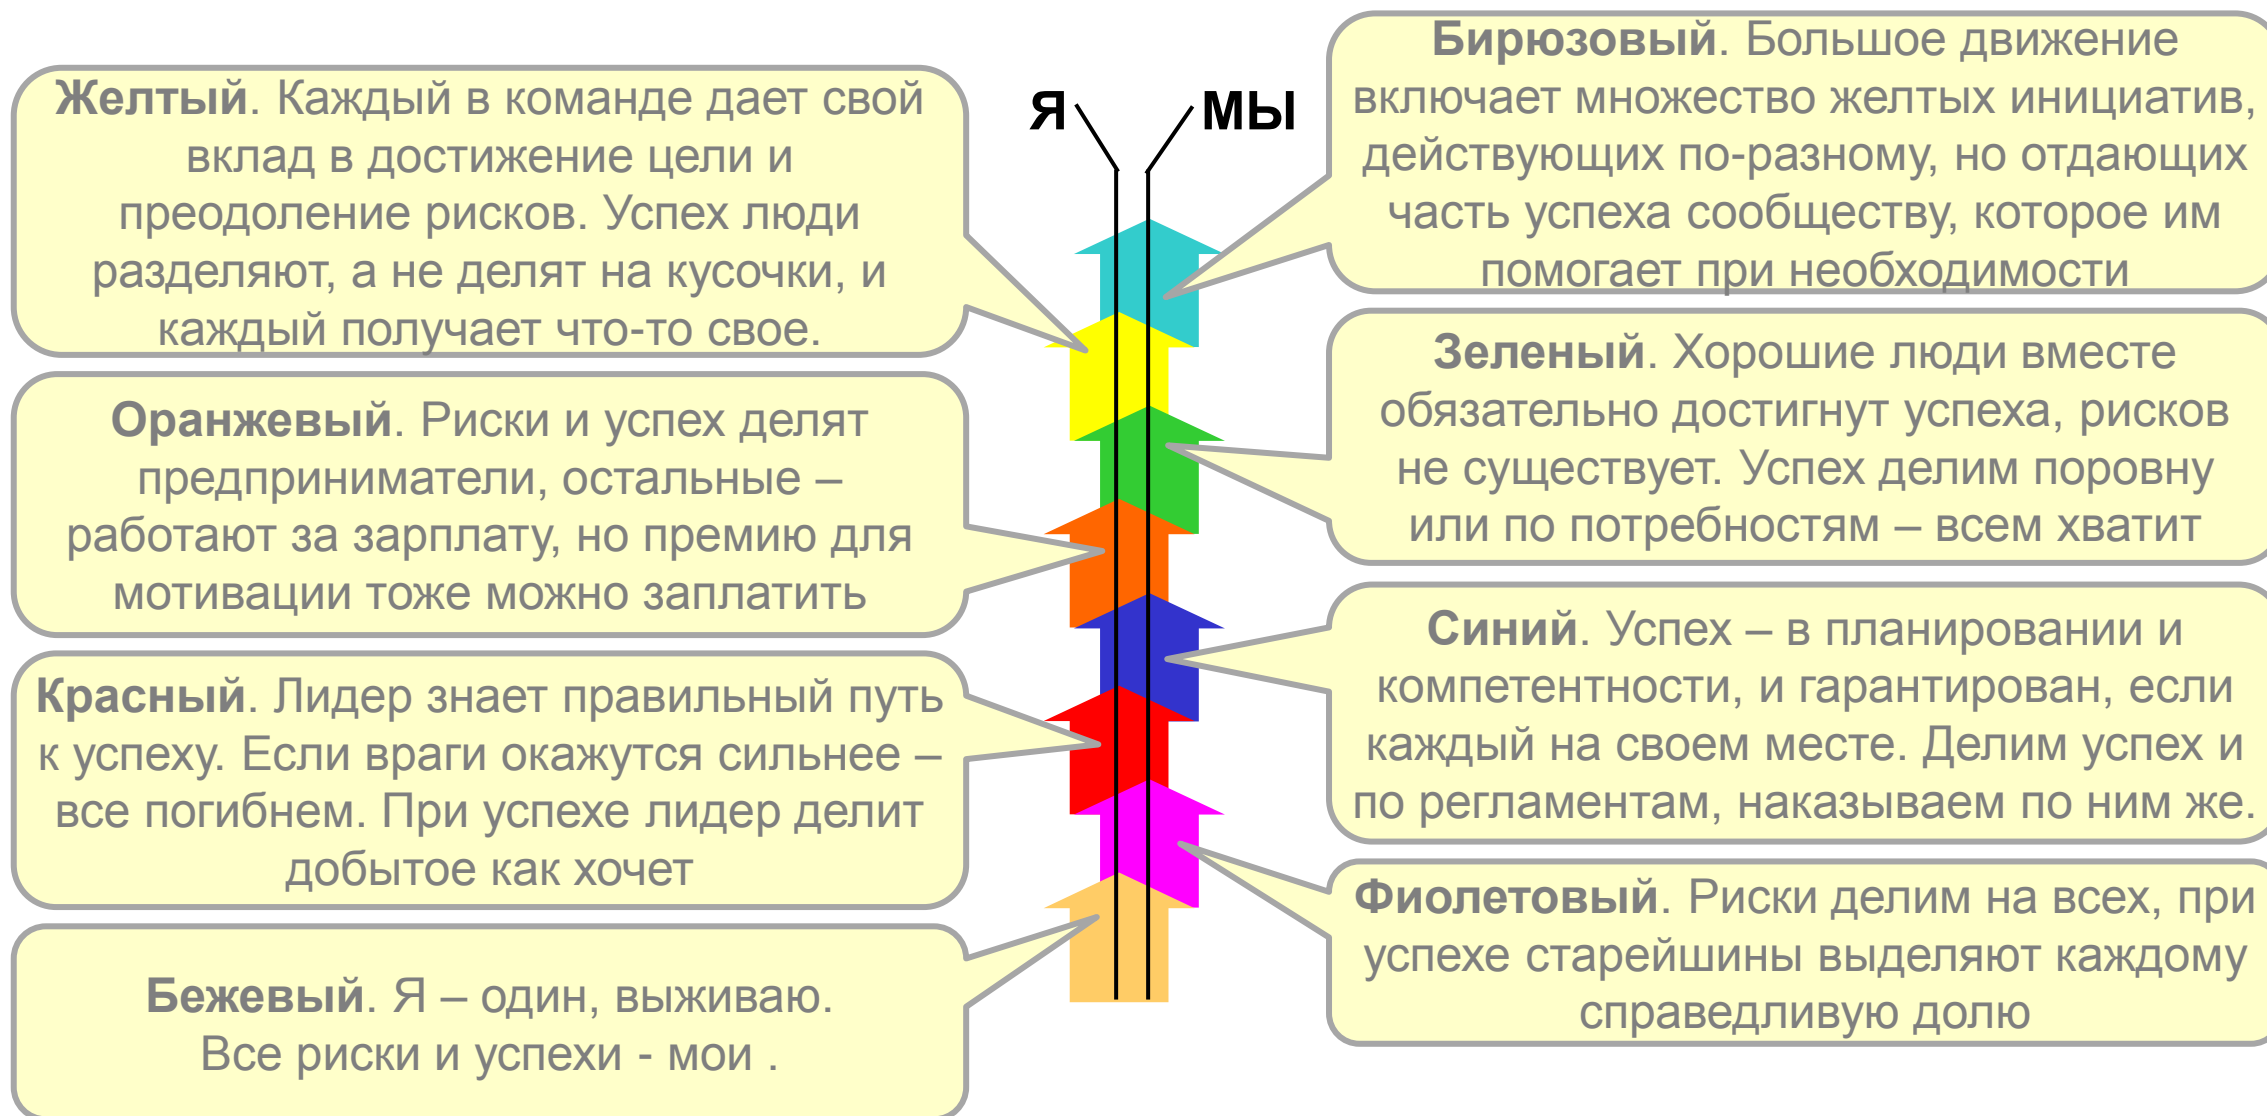 Желтый. Каждый в команде дает свой
вклад в достижение цели и
преодоление рисков. Успех люди
разделяют, а не делят на кусочки, и
каждый получает что-то свое.
Оранжевый. Риски и успех делят
предприниматели, остальные –
работают за зарплату, но премию для
мотивации тоже можно заплатить
Красный. Лидер знает правильный путь
к успеху. Если враги окажутся сильнее –
все погибнем. При успехе лидер делит
добытое как хочет
Бежевый. Я – один, выживаю.
Все риски и успехи - мои .
Я
МЫ
Бирюзовый. Большое движение
включает множество желтых инициатив,
действующих по-разному, но отдающих
часть успеха сообществу, которое им
помогает при необходимости
Зеленый. Хорошие люди вместе
обязательно достигнут успеха, рисков
не существует. Успех делим поровну
или по потребностям – всем хватит
Синий. Успех – в планировании и
компетентности, и гарантирован, если
каждый на своем месте. Делим успех и
по регламентам, наказываем по ним же.
Фиолетовый. Риски делим на всех, при
успехе старейшины выделяют каждому
справедливую долю